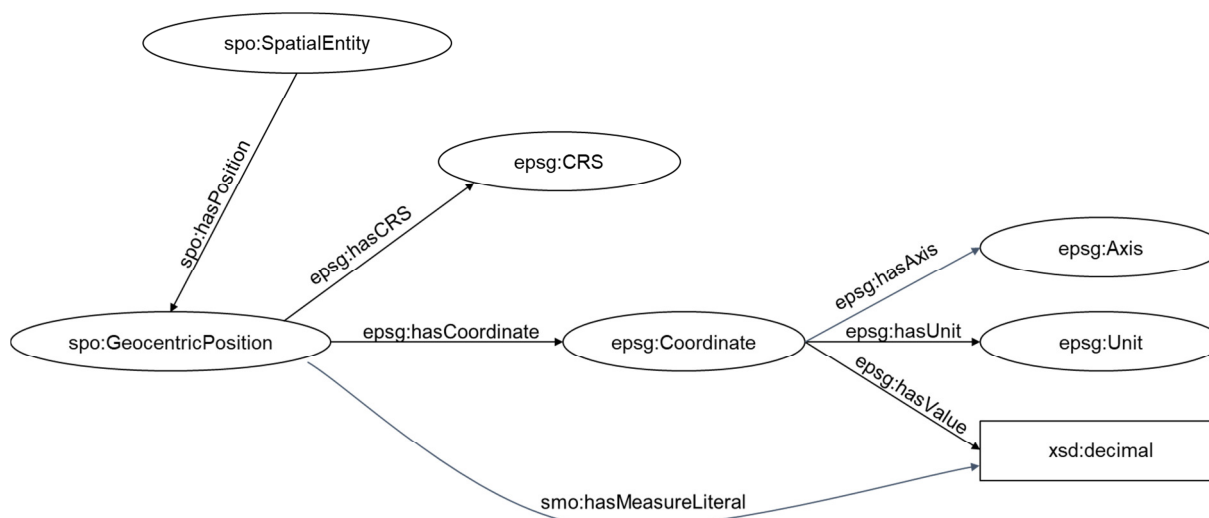 spo:SpatialEntity
spo:hasPosition
epsg:CRS
epsg:hasCRS
epsg:hasAxis
epsg:Axis
spo:GeocentricPosition
epsg:hasCoordinate
epsg:Coordinate
epsg:hasUnit
epsg:Unit
epsg:hasValue
xsd:decimal
smo:hasMeasureLiteral